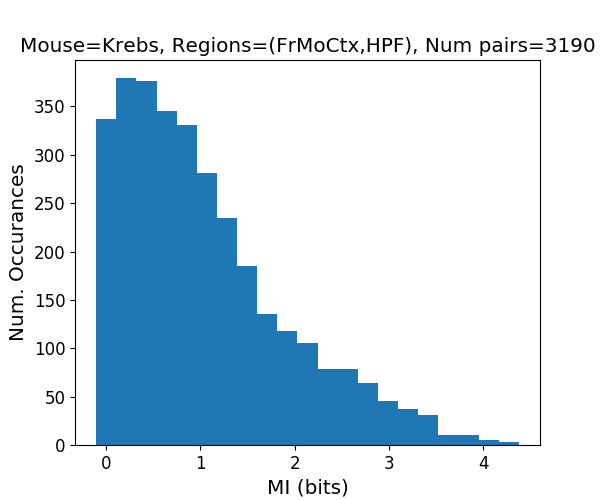 Mouse=Krebs, Regions=(FrMoCtx,HPF), Num pairs=3190
350
300
250
200
150
100
50
0
Num. Occurances
0 1 2 3 4
MI (bits)